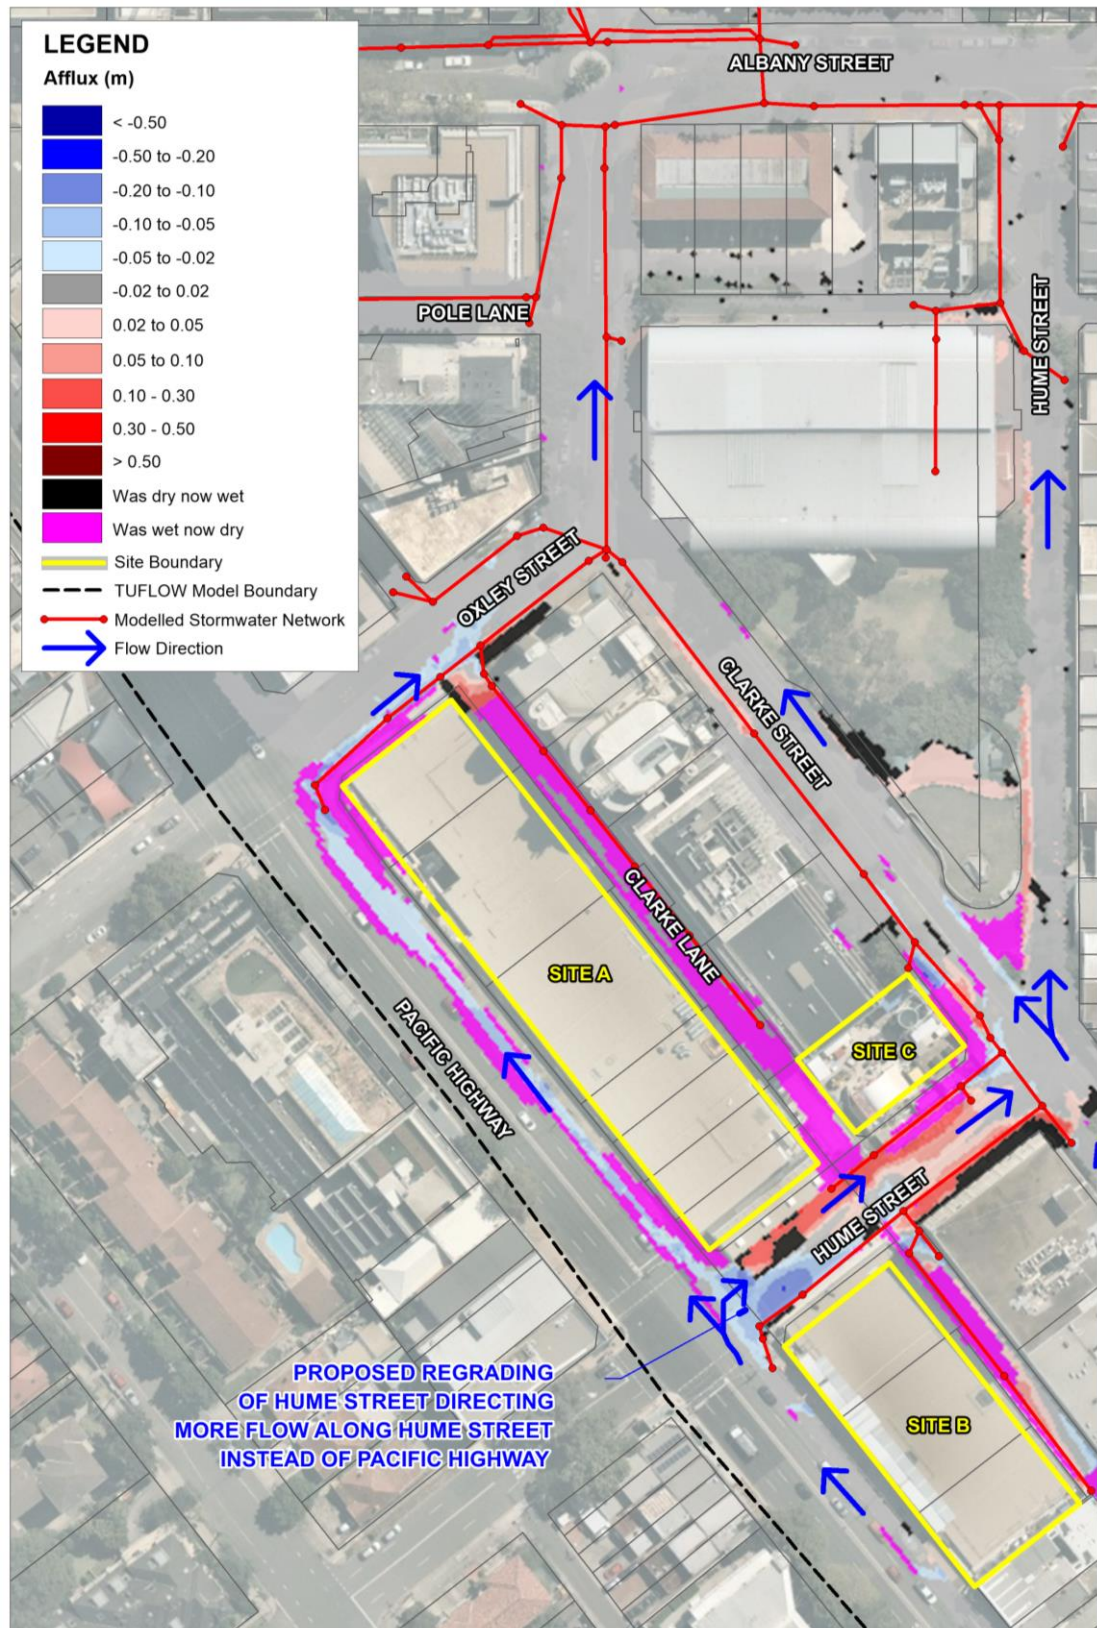 LEGEND
Afflux (m)
< -0.50
-0.50 to -0.20
-0.20 to -0.10
-0.10 to -0.05
-0.05 to -0.02
-0.02 to 0.02
0.02 to 0.05
0.05 to 0.10
0.10 - 0.30
0.30 - 0.50
> 0.50
Was dry now wet
Was wet now dry
Site Boundary
TUFLOW Model Boundary
Modelled Stormwater Network
Flow Direction
ALBANY STREET
POLE LANE
HUME STREET
OXLEY STREET
CLARKE STREET
CLARKE LANE
SITE A
SITE C
PACIFIC HIGHWAY
HUME STREET
PROPOSED REGRADING
OF HUME STREET DIRECTING
MORE FLOW ALONG HUME STREET
INSTEAD OF PACIFIC HIGHWAY
SITE B